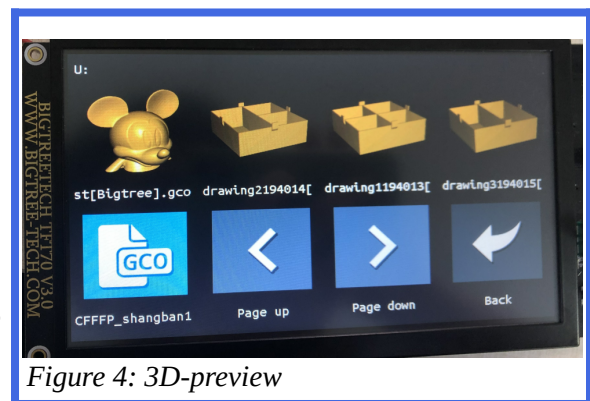 U:
st[Bigtree].gco
drawing2194014[
drawing1194013[
drawing3194015[
GCO
CFFFP_shangban1
Page up
Page down
Back
BIGTREETECH TFT70 V3.0
WWW.BIGTREE-TECH.COM
Figure 4: 3D-preview